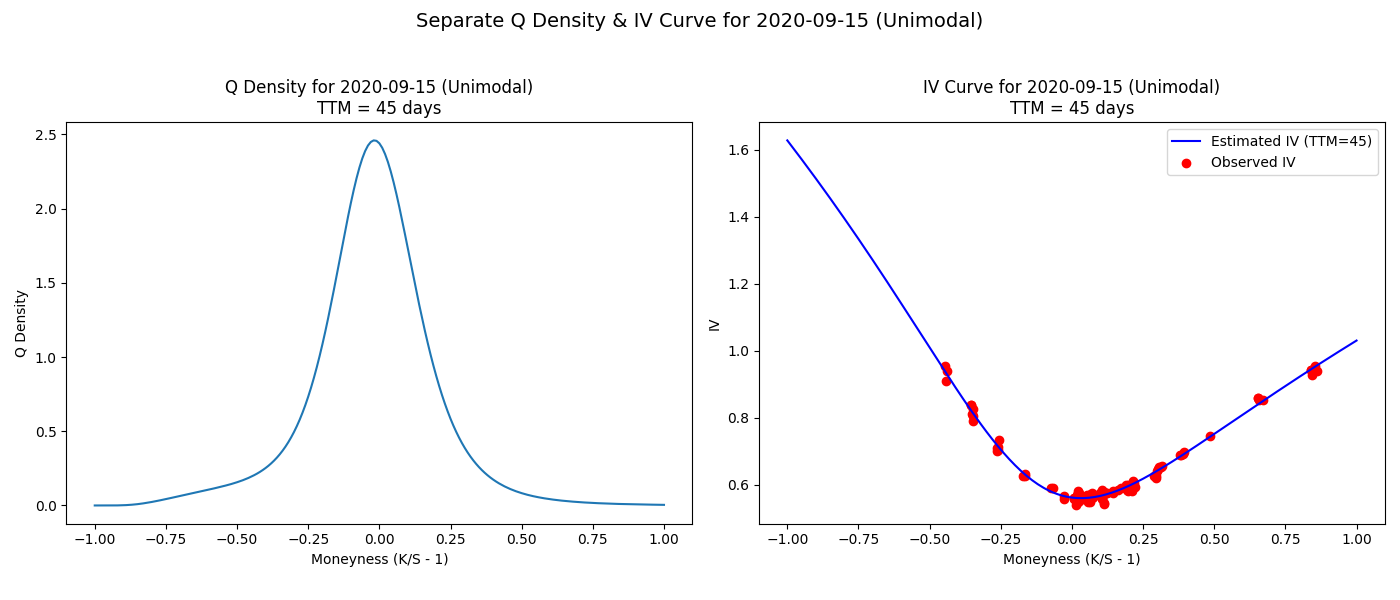 Separate Q Density & IV Curve for 2020-09-15 (Unimodal)
Q Density for 2020-09-15 (Unimodal)
TTM = 45 days
2.5
2.0
1.5
1.0
0.5
0.0
Q Density
−1.00 −0.75 −0.50 −0.25 0.00 0.25 0.50 0.75 1.00
Moneyness (K/S - 1)
IV Curve for 2020-09-15 (Unimodal)
TTM = 45 days
Estimated IV (TTM=45)
Observed IV
1.6
1.4
1.2
1.0
0.8
0.6
IV
−1.00 −0.75 −0.50 −0.25 0.00 0.25 0.50 0.75 1.00
Moneyness (K/S - 1)